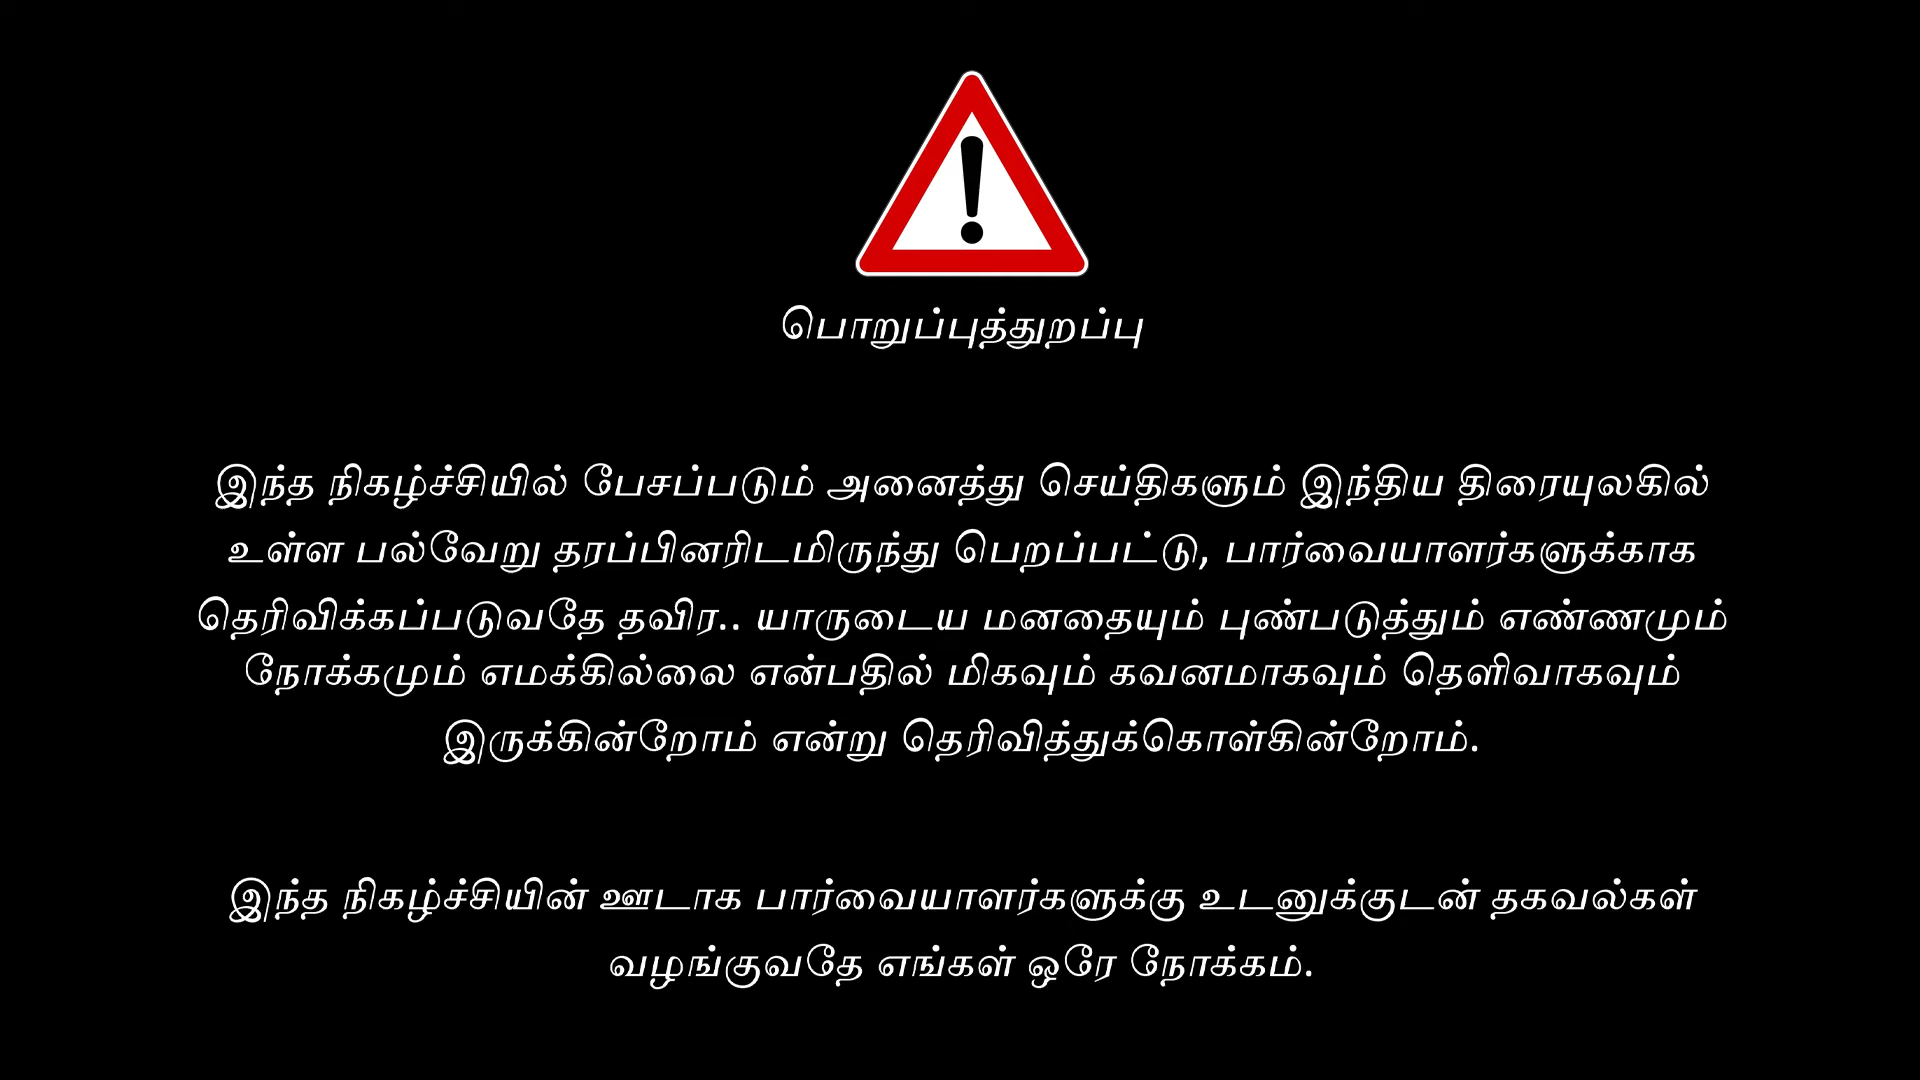 பொறுப்புத்துறப்பு
இந்த நிகழ்ச்சியில் பேசப்படும் அனைத்து செய்திகளும் இந்திய திரையுலகில்
உள்ள பல்வேறு தரப்பினரிடமிருந்து பெறப்பட்டு, பார்வையாளர்களுக்காக
தெரிவிக்கப்படுவதே தவிர.. யாருடைய மனதையும் புண்படுத்தும் எண்ணமும்
நோக்கமும் எமக்கில்லை என்பதில் மிகவும் கவனமாகவும் தெளிவாகவும்
இருக்கின்றோம் என்று தெரிவித்துக்கொள்கின்றோம்.
இந்த நிகழ்ச்சியின் ஊடாக பார்வையாளர்களுக்கு உடனுக்குடன் தகவல்கள்
வழங்குவதே எங்கள் ஒரே நோக்கம்.